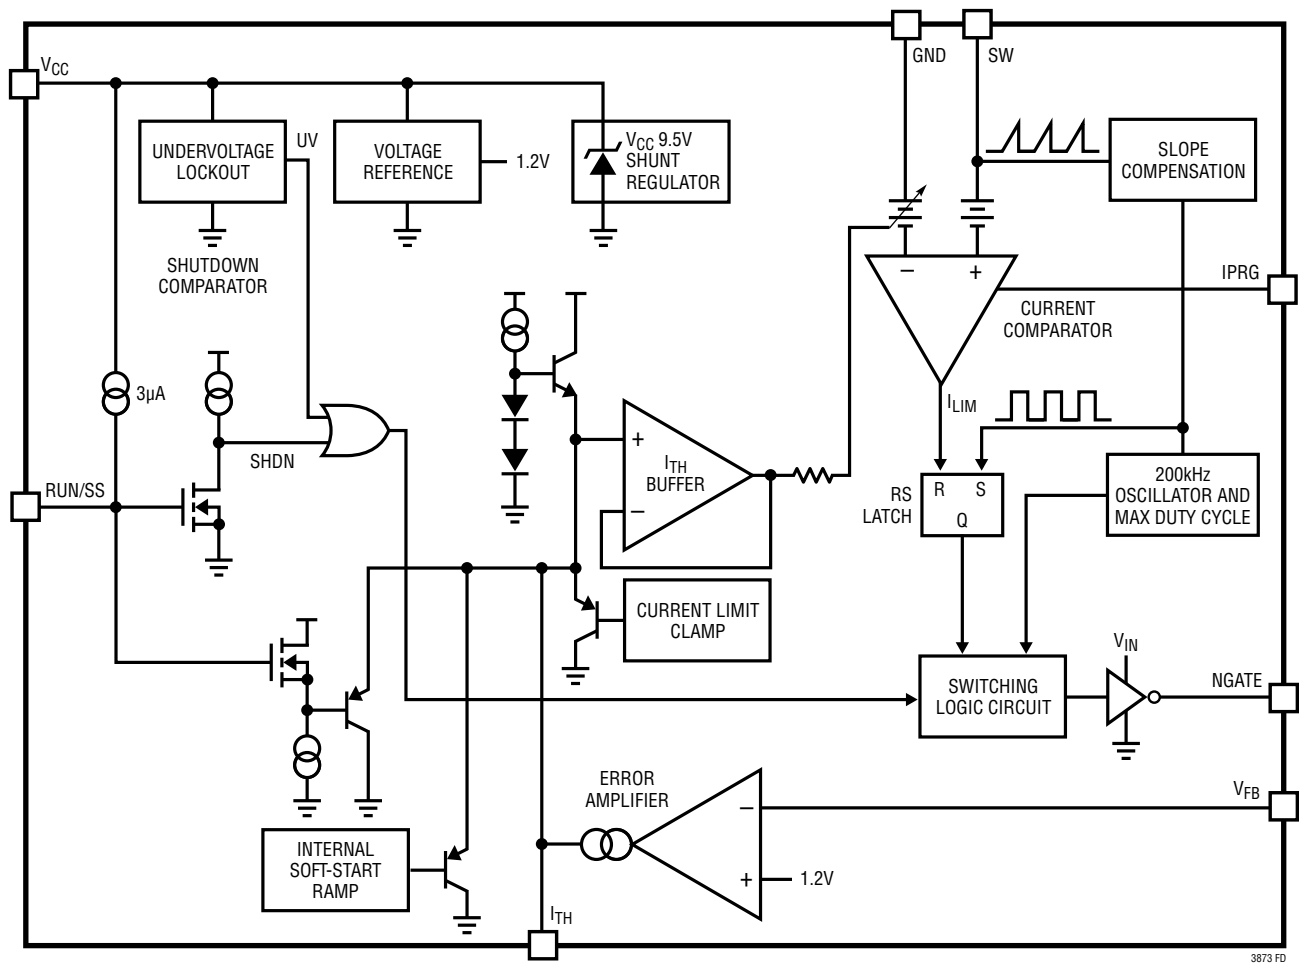 GND
SW
VCC
UNDERVOLTAGE
LOCKOUT
UV
VOLTAGE
REFERENCE
1.2V
VCC 9.5V
SHUNT
REGULATOR
SLOPE
COMPENSATION
SHUTDOWN
COMPARATOR
–
+
IPRG
CURRENT
COMPARATOR
3µA
ILIM
SHDN
+
ITH
BUFFER
–
RUN/SS
RS
LATCH
R
S
Q
200kHz
OSCILLATOR AND
MAX DUTY CYCLE
CURRENT LIMIT
CLAMP
VIN
SWITCHING
LOGIC CIRCUIT
NGATE
ERROR
AMPLIFIER
–
VFB
INTERNAL
SOFT-START
RAMP
+
1.2V
ITH
3873 FD